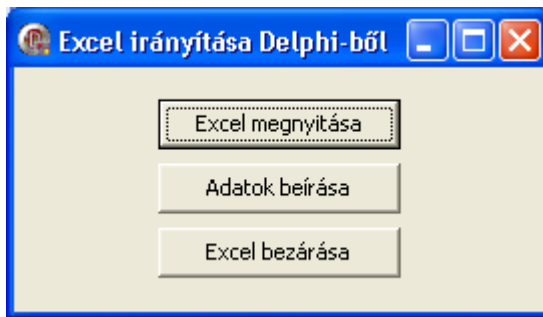 Excel irányítása Delphi-ből
Excel megnyitása
Adatok beírása
Excel bezárása